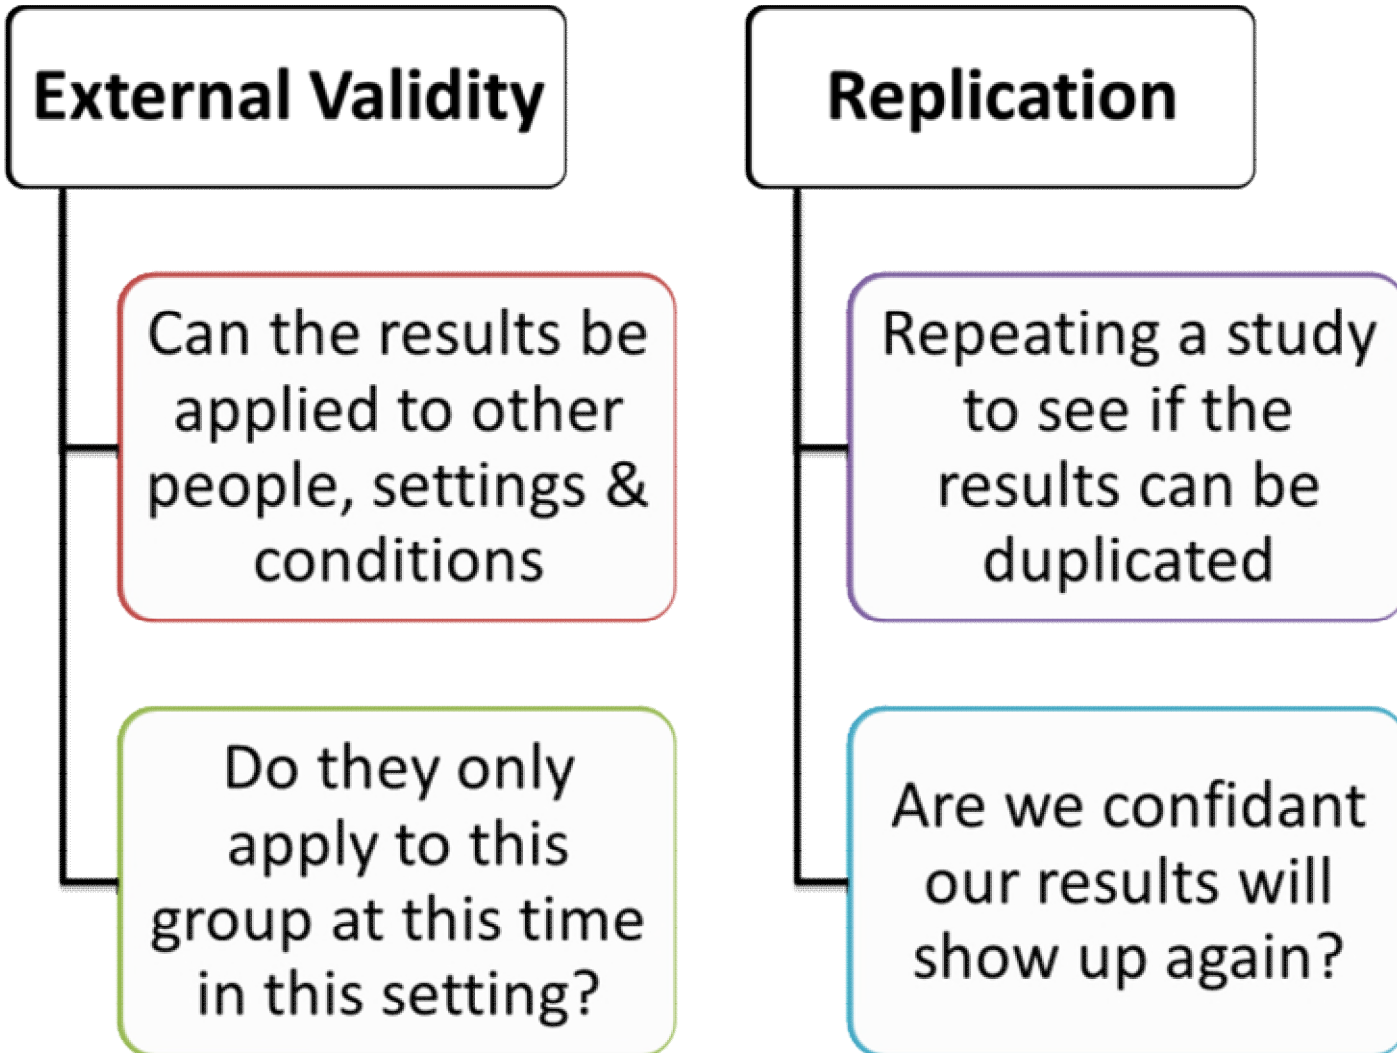 External Validity
Can the results be
applied to other
people, settings &
conditions
Do they only
apply to this
group at this time
in this setting?
Replication
Repeating a study
to see if the
results can be
duplicated
Are we confidant
our results will
show up again?